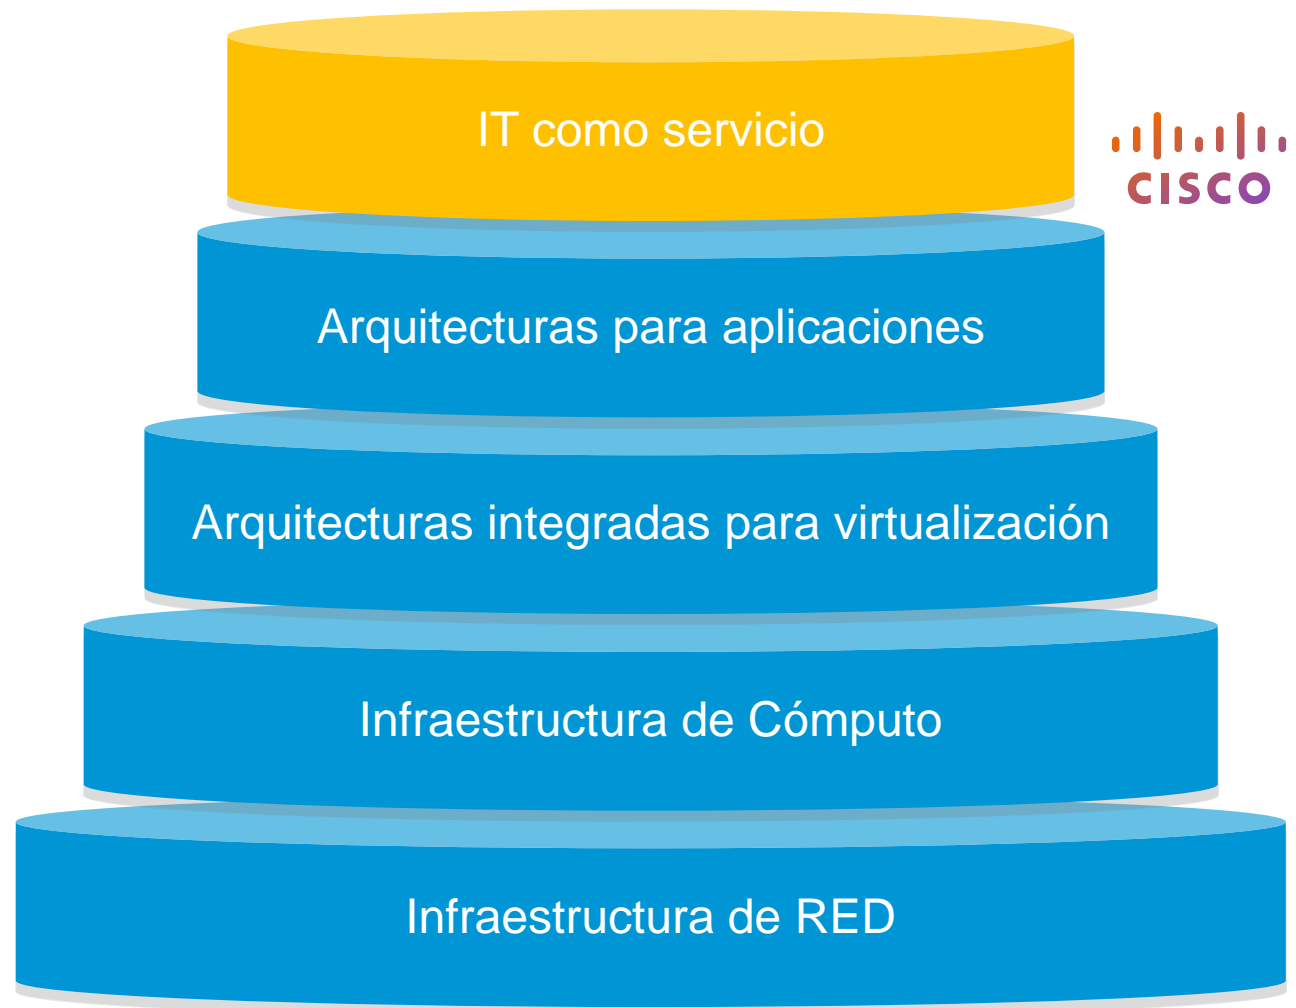 IT como servicio
CISCO
Arquitecturas para aplicaciones
Arquitecturas integradas para virtualización
Infraestructura de Cómputo
Infraestructura de RED